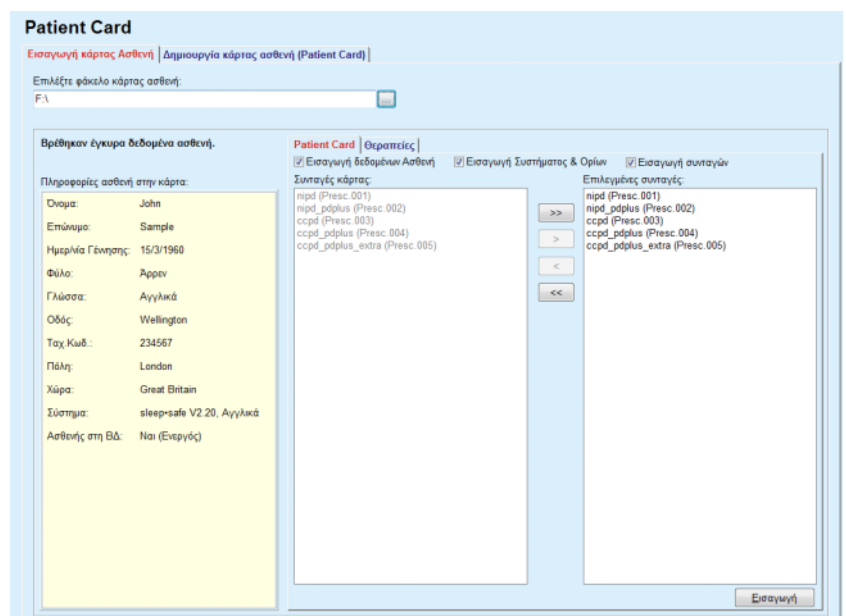 Patient Card
Εισαγωγή κάρτας Ασθενή Δημιουργία κάρτας ασθενή (Patient Card)
Επιλέξτε φάκελο κάρτας ασθενή:
F:\ ...
Βρέθηκαν έγκυρα δεδομένα ασθενή.
Πληροφορίες ασθενή στην κάρτα:
Όνομα: John
Επώνυμο: Sample
Ημερ/νία Γέννησης: 15/3/1960
Φύλο: Άρρεν
Γλώσσα: Αγγλικά
Οδός: Wellington
Ταχ.Κωδ.: 234567
Πόλη: London
Χώρα: Great Britain
Σύστημα: sleep•safe V2.20, Αγγλικά
Ασθενής στη ΒΔ: Ναι (Ενεργός)
Patient Card Θεραπείες
Εισαγωγή δεδομένων Ασθενή Εισαγωγή Συστήματος & Ορίων Εισαγωγή συνταγών
Συνταγές κάρτας:
nipd (Presc.001)
nipd_pdplus (Presc.002)
ccpd (Presc.003)
ccpd_pdplus (Presc.004)
ccpd_pdplus_extra (Presc.005)
>>
>
<
<<
Επιλεγμένες συνταγές:
nipd (Presc.001)
nipd_pdplus (Presc.002)
ccpd (Presc.003)
ccpd_pdplus (Presc.004)
ccpd_pdplus_extra (Presc.005)
Εισαγωγή